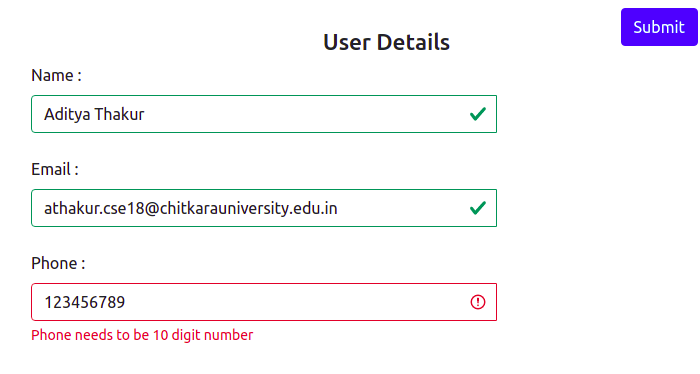 Submit
User Details
Name :
Aditya Thakur
Email :
athakur.cse18@chitkarauniversity.edu.in
Phone :
123456789
Phone needs to be 10 digit number